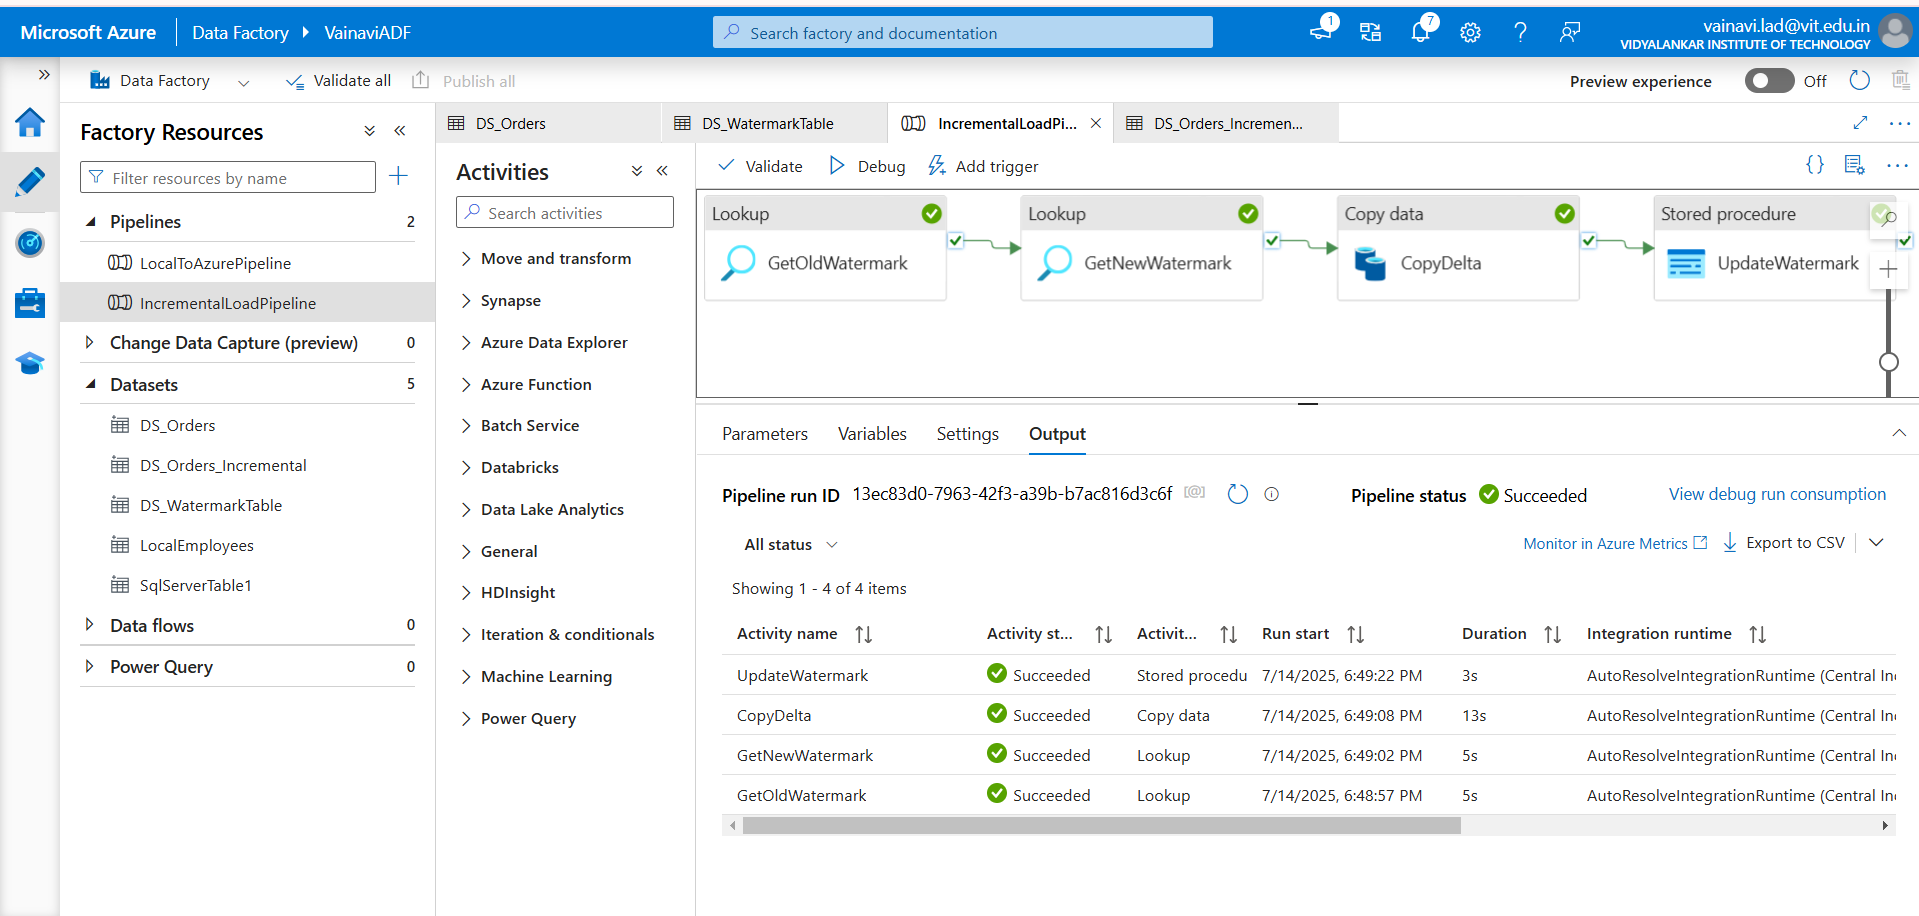 Microsoft Azure
Data Factory
VainaviADF
Search factory and documentation
1
7
vainavi.lad@vit.edu.in
VIDYALANKAR INSTITUTE OF TECHNOLOGY
Data Factory
Validate all
Publish all
Preview experience
Off
Factory Resources
Filter resources by name
Pipelines 2
LocalToAzurePipeline
IncrementalLoadPipeline
Change Data Capture (preview) 0
Datasets 5
DS_Orders
DS_Orders_Incremental
DS_WatermarkTable
LocalEmployees
SqlServerTable1
Data flows 0
Power Query 0
DS_Orders
DS_WatermarkTable
IncrementalLoadPi...
DS_Orders_Incremen...
Activities
Search activities
Move and transform
Synapse
Azure Data Explorer
Azure Function
Batch Service
Databricks
Data Lake Analytics
General
HDInsight
Iteration & conditionals
Machine Learning
Power Query
Validate
Debug
Add trigger
Lookup
GetOldWatermark
Lookup
GetNewWatermark
Copy data
CopyDelta
Stored procedure
UpdateWatermark
Parameters
Variables
Settings
Output
Pipeline run ID 13ec83d0-7963-42f3-a39b-b7ac816d3c6f [@]
Pipeline status Succeeded
View debug run consumption
All status
Monitor in Azure Metrics
Export to CSV
Showing 1 - 4 of 4 items
Activity name Activity st... Activit... Run start Duration Integration runtime
UpdateWatermark Succeeded Stored procedu 7/14/2025, 6:49:22 PM 3s AutoResolveIntegrationRuntime (Central In
CopyDelta Succeeded Copy data 7/14/2025, 6:49:08 PM 13s AutoResolveIntegrationRuntime (Central In
GetNewWatermark Succeeded Lookup 7/14/2025, 6:49:02 PM 5s AutoResolveIntegrationRuntime (Central In
GetOldWatermark Succeeded Lookup 7/14/2025, 6:48:57 PM 5s AutoResolveIntegrationRuntime (Central In